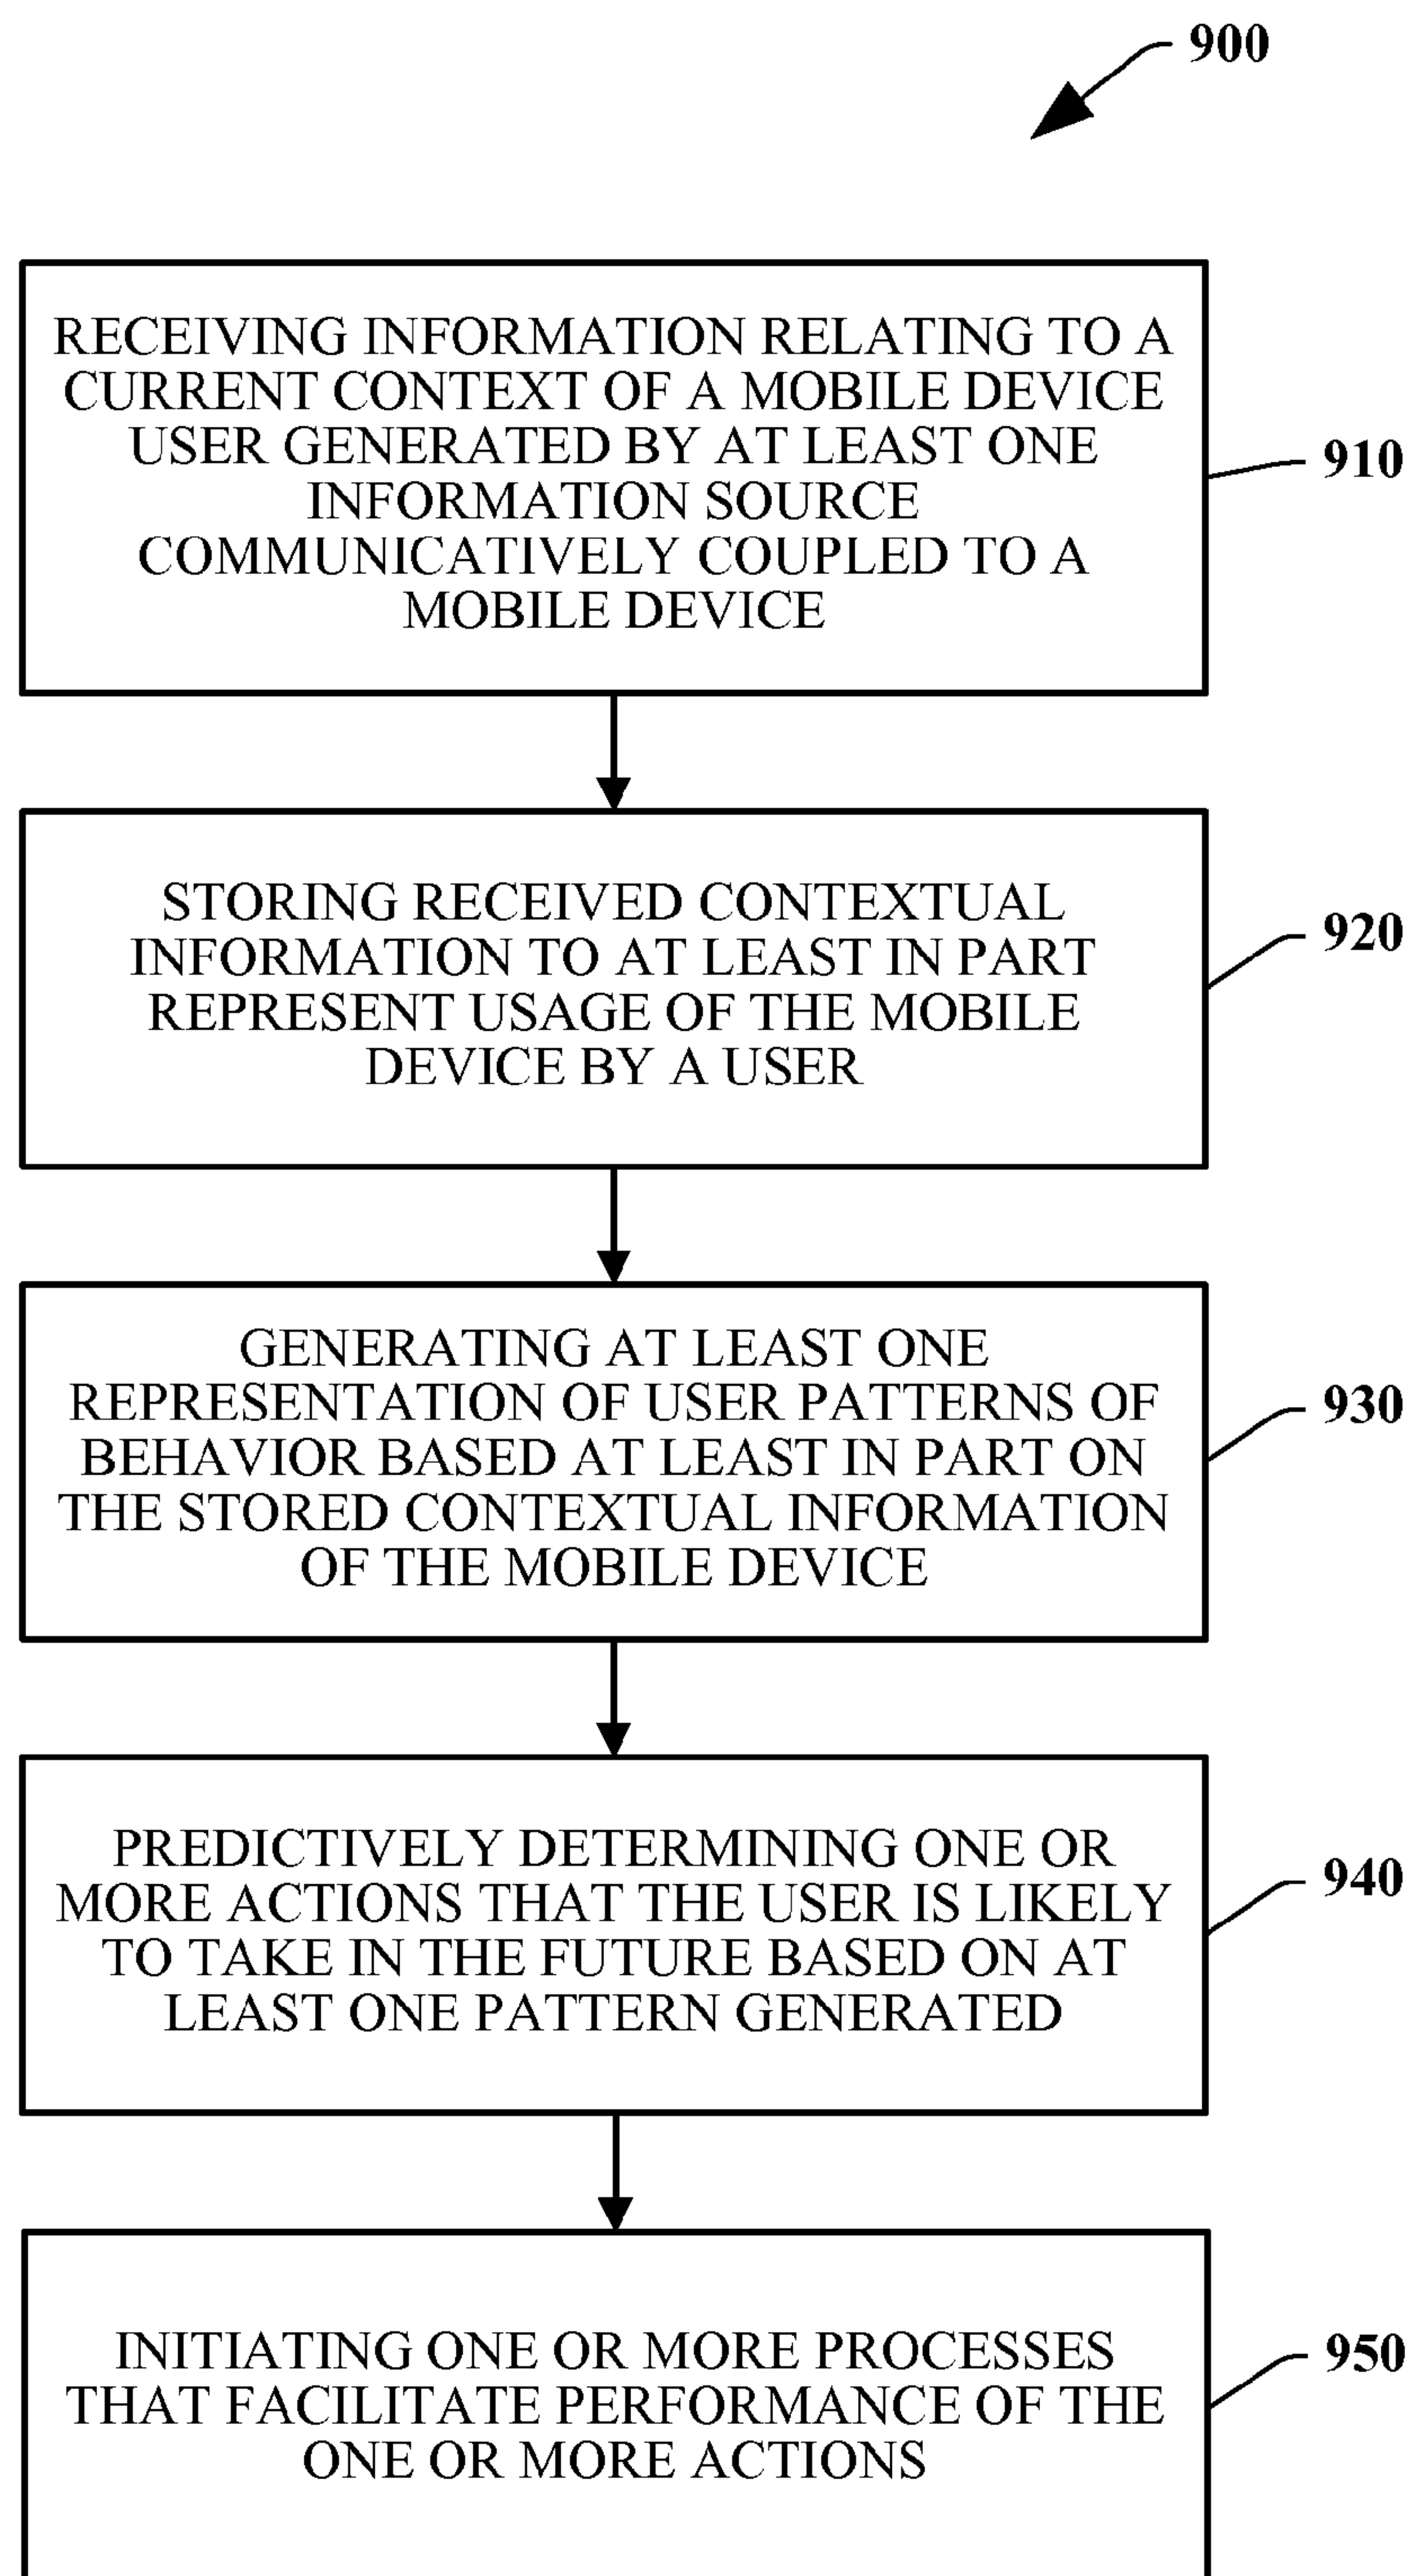 900
RECEIVING INFORMATION RELATING TO A
CURRENT CONTEXT OF A MOBILE DEVICE
USER GENERATED BY AT LEAST ONE
INFORMATION SOURCE
COMMUNICATIVELY COUPLED TO A
MOBILE DEVICE
910
STORING RECEIVED CONTEXTUAL
INFORMATION TO AT LEAST IN PART
REPRESENT USAGE OF THE MOBILE
DEVICE BY A USER
920
GENERATING AT LEAST ONE
REPRESENTATION OF USER PATTERNS OF
BEHAVIOR BASED AT LEAST IN PART ON
THE STORED CONTEXTUAL INFORMATION
OF THE MOBILE DEVICE
930
PREDICTIVELY DETERMINING ONE OR
MORE ACTIONS THAT THE USER IS LIKELY
TO TAKE IN THE FUTURE BASED ON AT
LEAST ONE PATTERN GENERATED
940
INITIATING ONE OR MORE PROCESSES
THAT FACILITATE PERFORMANCE OF THE
ONE OR MORE ACTIONS
950